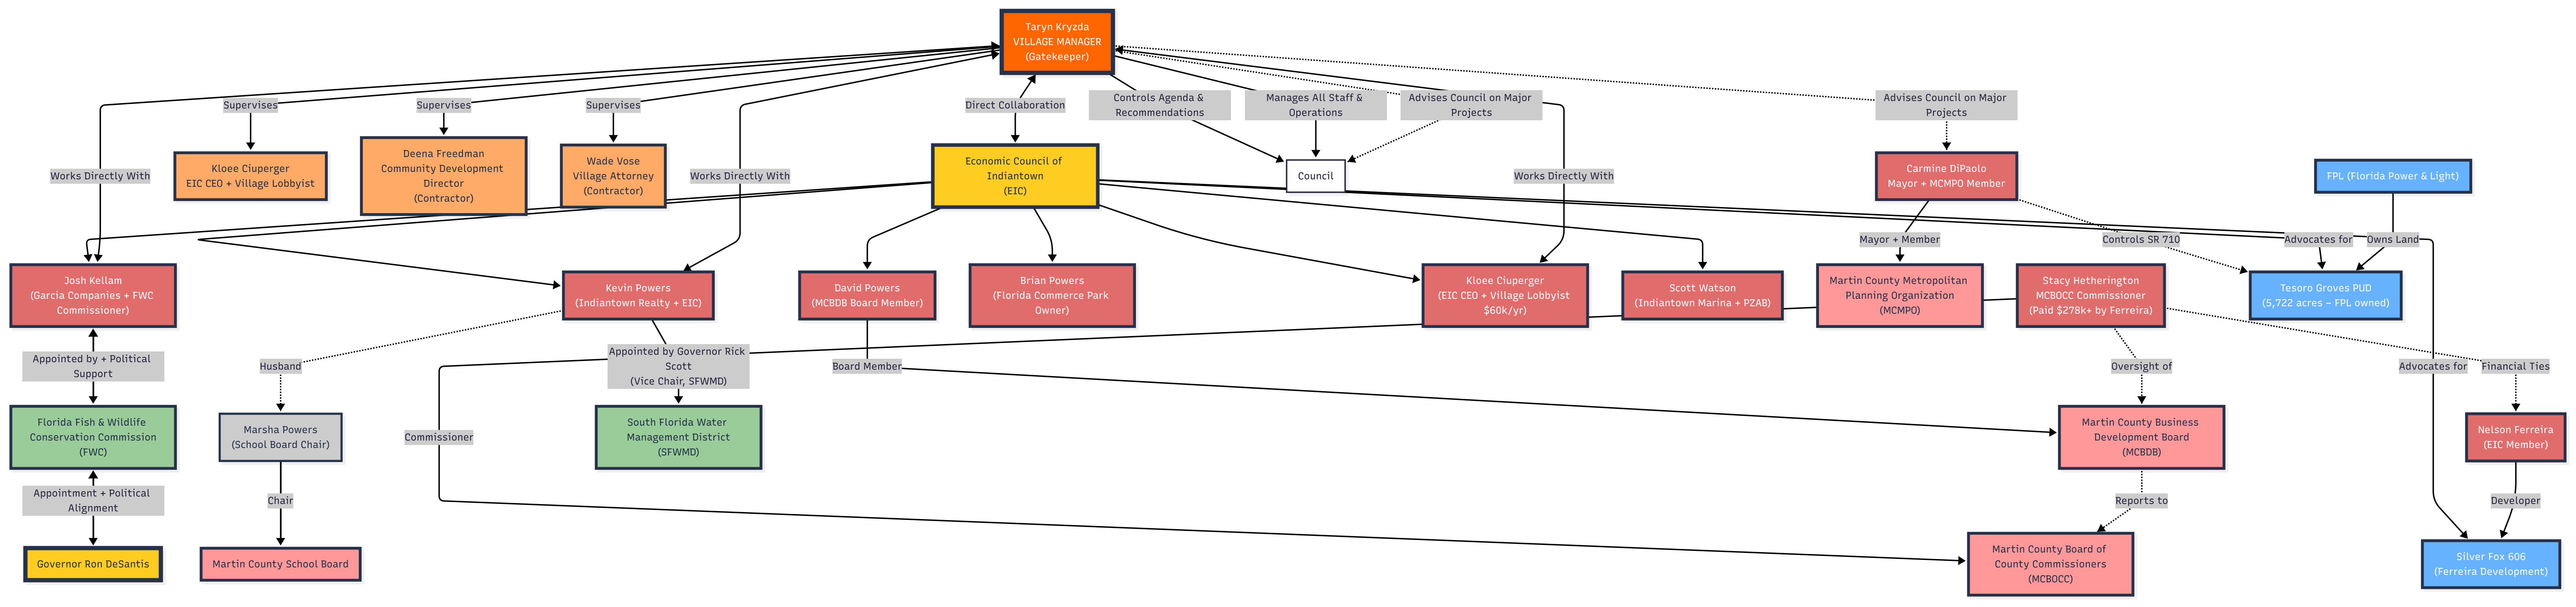 Taryn Kryzda
VILLAGE MANAGER
(Gatekeeper)
Supervises
Supervises
Supervises
Direct Collaboration
Controls Agenda &
Recommendations
Manages All Staff &
Operations
Advises Council on Major
Projects
Advises Council on Major
Projects
Works Directly With
Kloee Ciuperger
EIC CEO + Village Lobbyist
Deena Freedman
Community Development
Director
(Contractor)
Wade Vose
Village Attorney
(Contractor)
Works Directly With
Economic Council of
Indiantown
(EIC)
Council
Works Directly With
Carmine DiPaolo
Mayor + MCMPO Member
FPL (Florida Power & Light)
Mayor + Member
Controls SR 710
Advocates for
Owns Land
Josh Kellam
(Garcia Companies + FWC
Commissioner)
Kevin Powers
(Indiantown Realty + EIC)
David Powers
(MCBDB Board Member)
Brian Powers
(Florida Commerce Park
Owner)
Kloee Ciuperger
(EIC CEO + Village Lobbyist
$60k/yr)
Scott Watson
(Indiantown Marina + PZAB)
Martin County Metropolitan
Planning Organization
(MCMPO)
Stacy Hetherington
MCBOCC Commissioner
(Paid $278k+ by Ferreira)
Tesoro Groves PUD
(5,722 acres – FPL owned)
Appointed by + Political
Support
Husband
Appointed by Governor Rick
Scott
(Vice Chair, SFWMD)
Board Member
Oversight of
Advocates for
Financial Ties
Florida Fish & Wildlife
Conservation Commission
(FWC)
Marsha Powers
(School Board Chair)
Commissioner
South Florida Water
Management District
(SFWMD)
Martin County Business
Development Board
(MCBDB)
Nelson Ferreira
(EIC Member)
Appointment + Political
Alignment
Chair
Reports to
Developer
Governor Ron DeSantis
Martin County School Board
Martin County Board of
County Commissioners
(MCBOCC)
Silver Fox 606
(Ferreira Development)